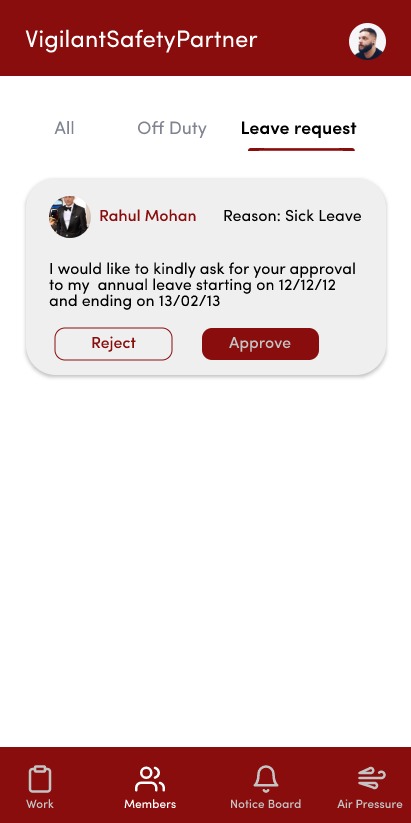 VigilantSafetyPartner
All
Off Duty
Leave request
Rahul Mohan
Reason: Sick Leave
I would like to kindly ask for your approval
to my  annual leave starting on 12/12/12
and ending on 13/02/13
Reject
Approve
Work
Members
Notice Board
Air Pressure